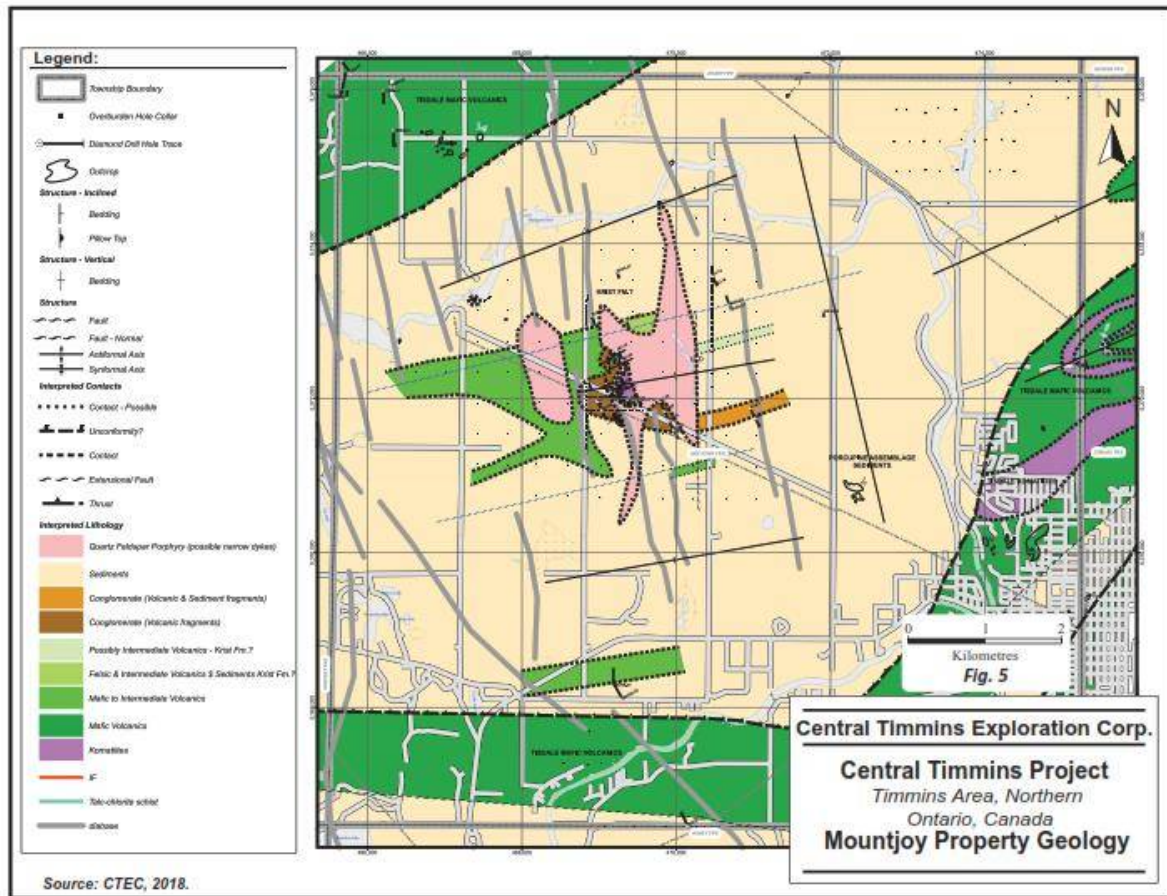 Legend:
Township Boundary
Overburden Hole Collar
Diamond Drill Hole Trace
Outcrop
Structure - Inclined
Bedding
Pillow Top
Structure - Vertical
Bedding
Structure
Fault
Fault - Normal
Antiformal Axis
Synformal Axis
Interpreted Contacts
Contact - Possible
Unconformity?
Contact
Extensional Fault
Thrust
Interpreted Lithology
Quartz Feldspar Porphyry (possible narrow dykes)
Sediments
Conglomerate (Volcanic & Sediment fragments)
Conglomerate (Volcanic fragments)
Possibly Intermediate Volcanics - Krist Fm.?
Felsic & Intermediate Volcanics $ Sediments Krist Fm.?
Mafic to Intermediate Volcanics
Mafic Volcanics
Komatiites
IF
Talc-chlorite schist
diabase
Source: CTEC, 2018.
TISDALE MAFIC VOLCANICS
N
KRIST FM.?
TISDALE MAFIC VOLCANICS
PORCUPINE ASSEMBLAGE
SEDIMENTS
TISDALE MAFIC VOLCANICS
0 1 2
Kilometres
Fig. 5
Central Timmins Exploration Corp.
Central Timmins Project
Timmins Area, Northern
Ontario, Canada
Mountjoy Property Geology